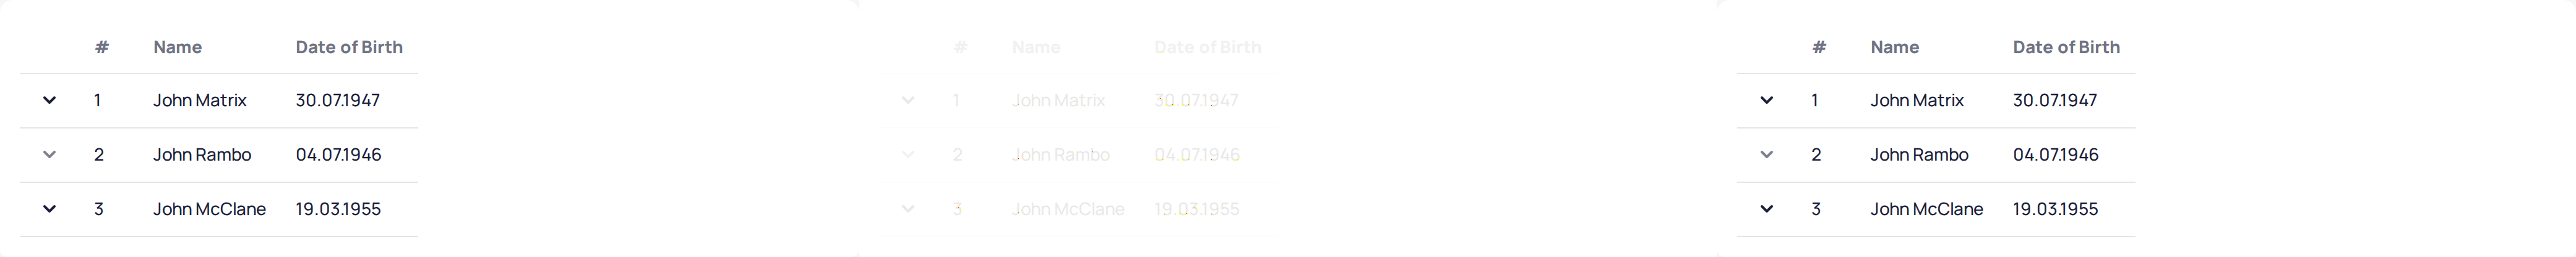 # Name Date of Birth # Name Date of Birth # Name Date of Birth
1 John Matrix 30.07.1947 1 John Matrix 30.07.1947 1 John Matrix 30.07.1947
2 John Rambo 04.07.1946 2 John Rambo 04.07.1946 2 John Rambo 04.07.1946
3 John McClane 19.03.1955 3 John McClane 19.03.1955 3 John McClane 19.03.1955